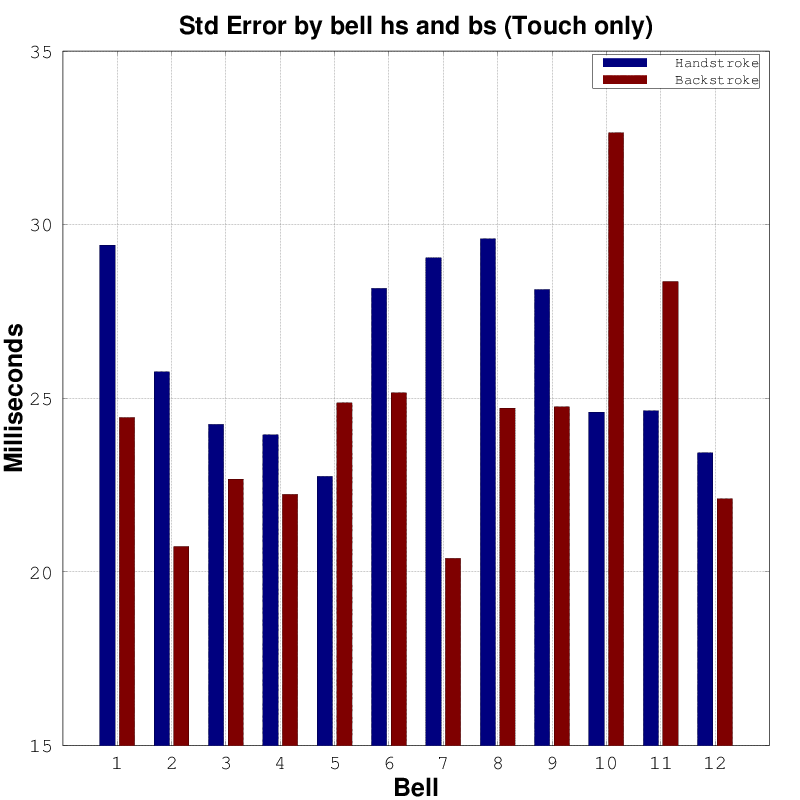 Std Error by bell hs and bs (Touch only)
Handstroke
Backstroke
35
30
25
20
15
Milliseconds
1 2 3 4 5 6 7 8 9 10 11 12
Bell